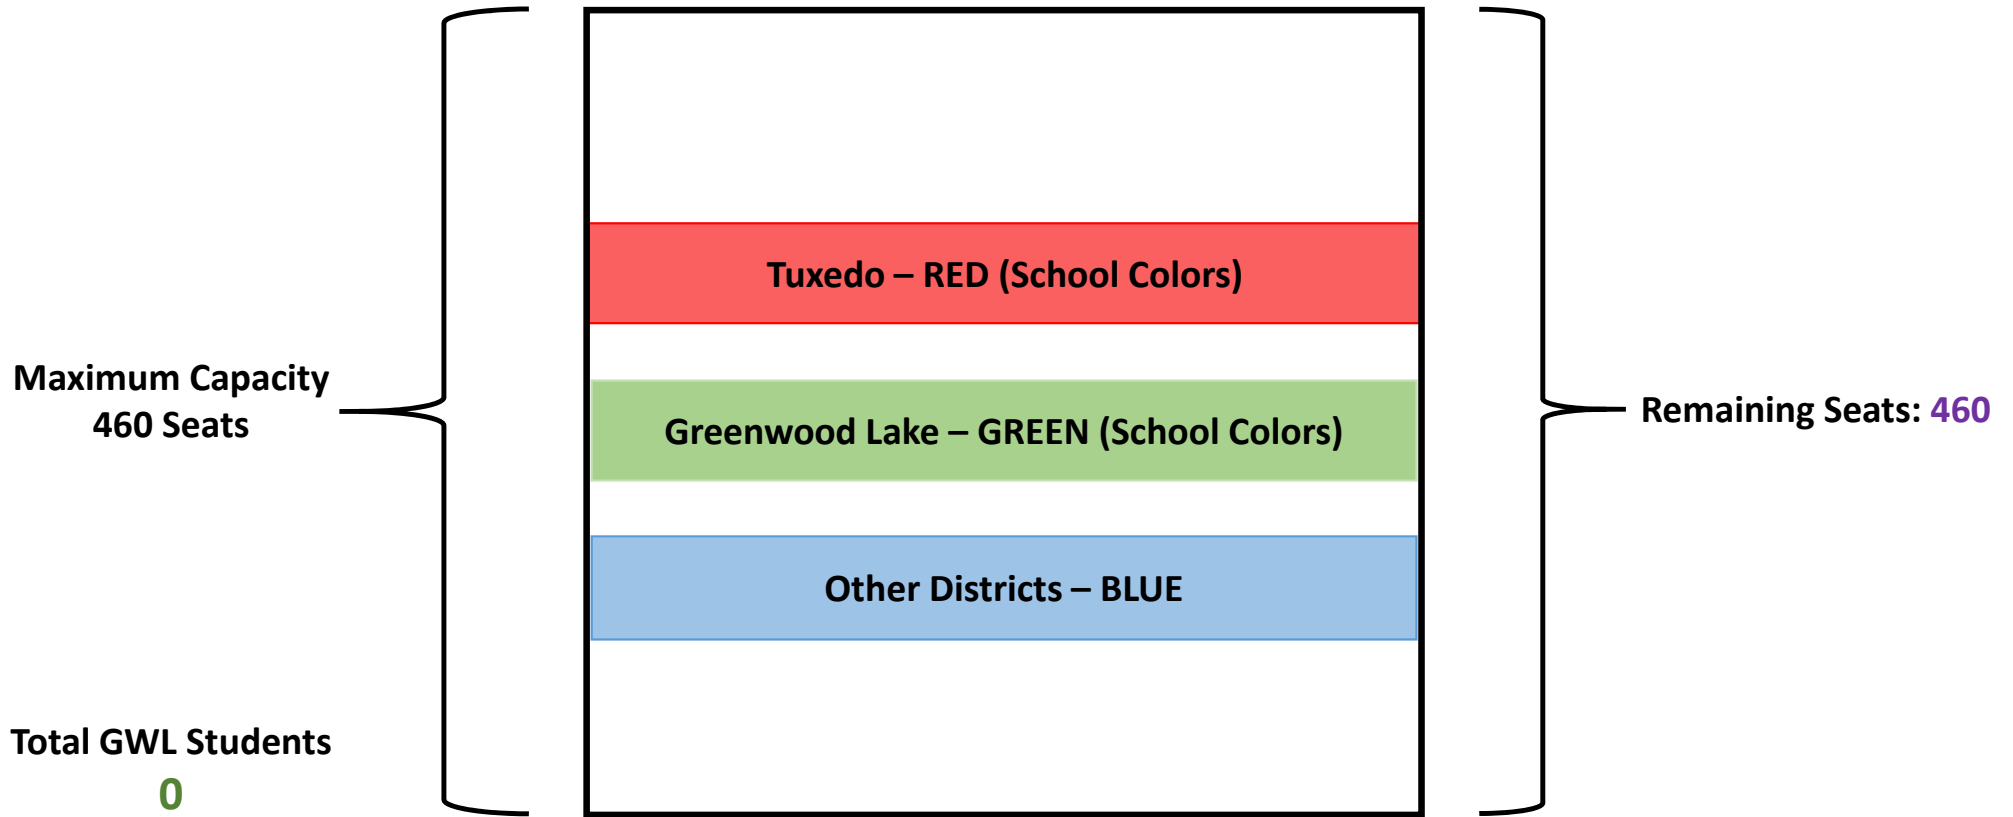 Tuxedo – RED (School Colors)
Maximum Capacity
460 Seats
Greenwood Lake – GREEN (School Colors)
Remaining Seats: 460
Other Districts – BLUE
Total GWL Students
0